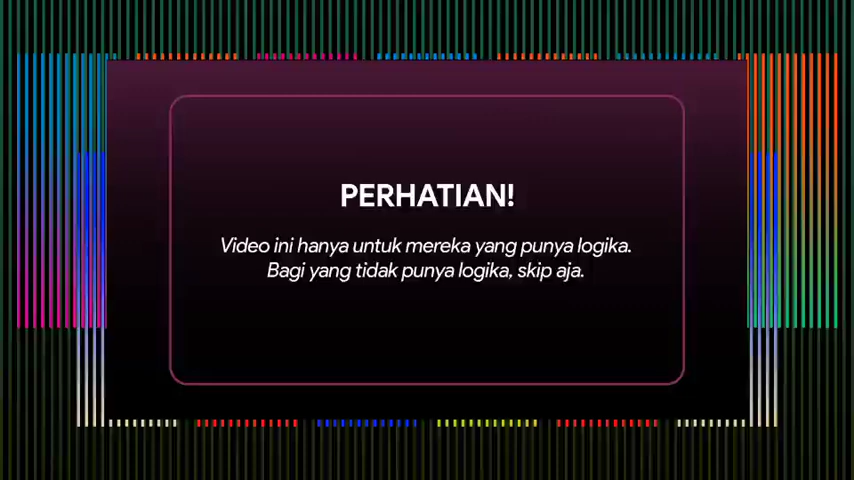 PERHATIAN!
Video ini hanya untuk mereka yang punya logika.
Bagi yang tidak punya logika, skip aja.